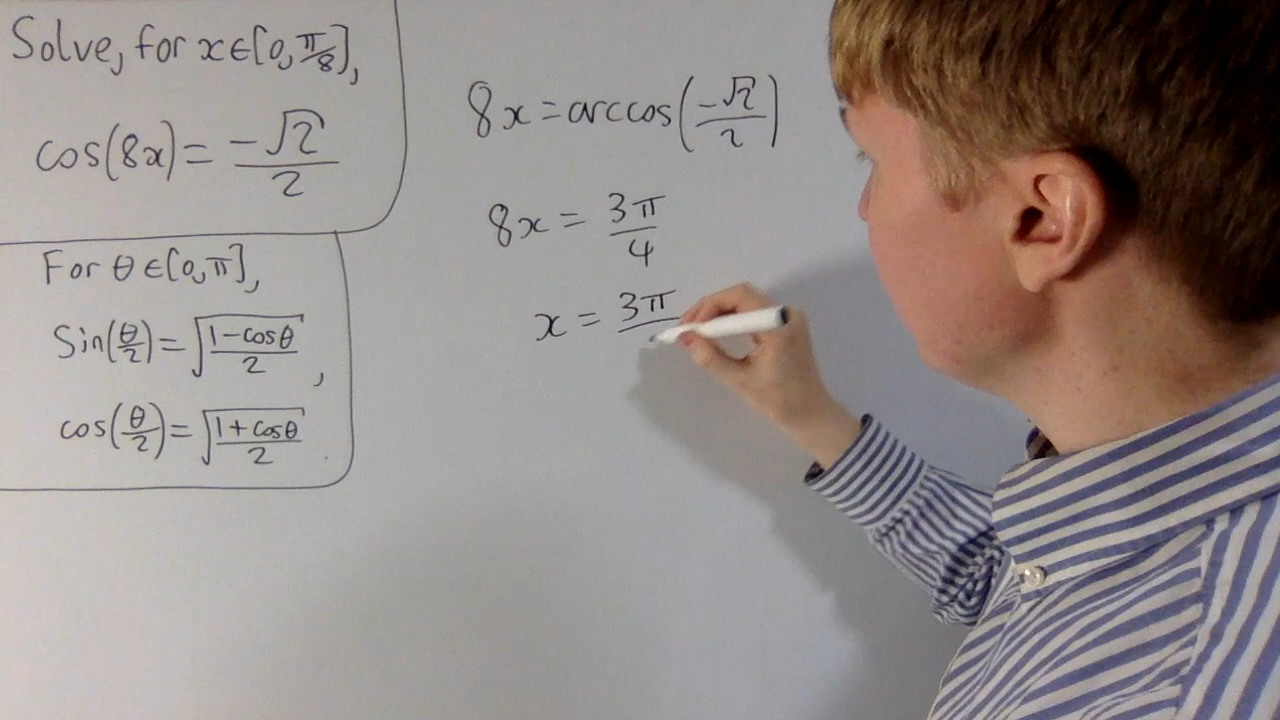 Solve, for x∈[0, π/8],
cos(8x) = -√2/2
For θ∈[0, π],
Sin(θ/2) = √((1-cosθ)/2),
cos(θ/2) = √((1+cosθ)/2)
8x = arccos(-√2/2)
8x = 3π/4
x = 3π/